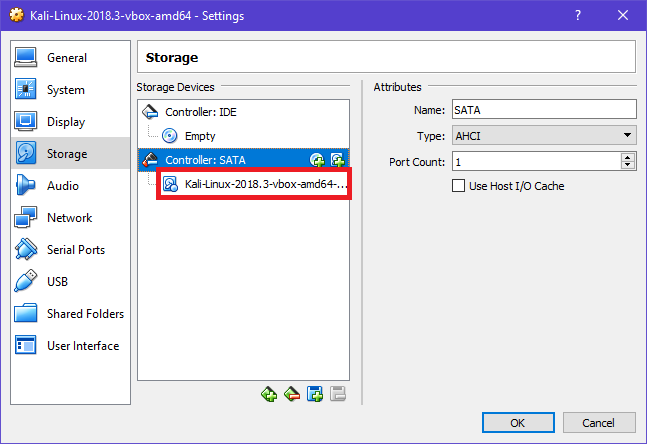 Kali-Linux-2018.3-vbox-amd64 - Settings
?
General
System
Display
Storage
Audio
Network
Serial Ports
USB
Shared Folders
User Interface
Storage
Storage Devices
Controller: IDE
Empty
Controller: SATA
Kali-Linux-2018.3-vbox-amd64-...
Attributes
Name: SATA
Type: AHCI
Port Count: 1
Use Host I/O Cache
OK
Cancel